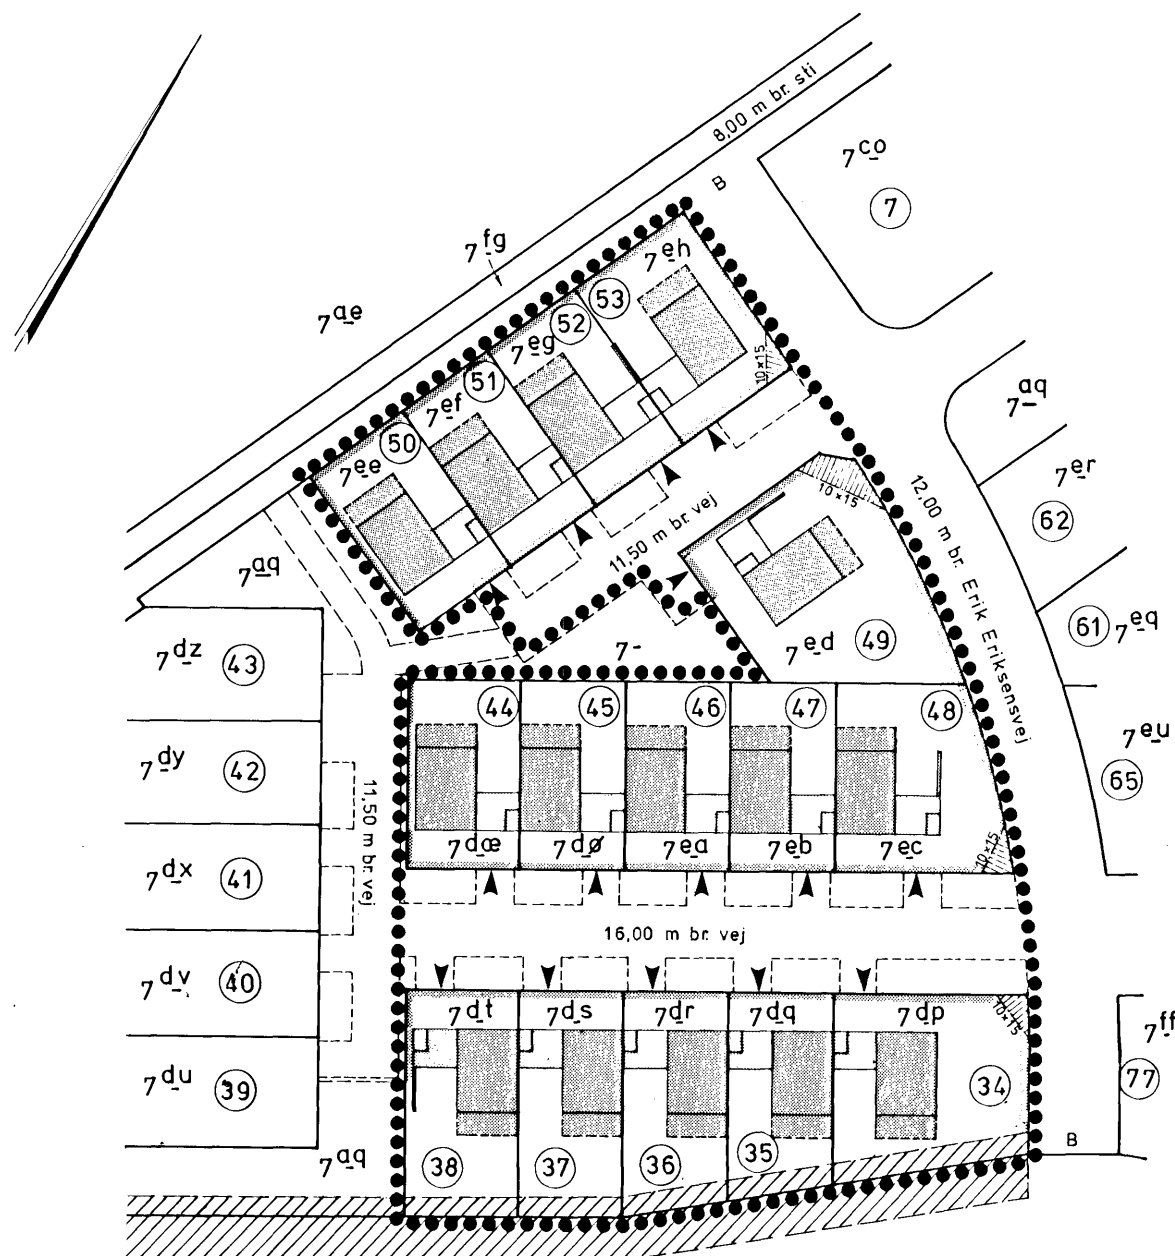 8,00 m br. sti
7co
7
B
7fg
7eh
53
7ae
52
7eg
10×15
51
7ef
7aq
50
7ee
7er
10×15
12,00 m br. Erik Eriksensvej
62
11,50 m br. vej
7aq
61
7eq
7dz
43
7-
7ed
49
44
45
46
47
48
7eu
65
7dy
42
11,50 m br. vej
7dæ
7dø
7ea
7eb
7ec
10×15
7dx
41
16,00 m br. vej
7dv
40
7dt
7ds
7dr
7dq
7dp
10×15
7ff
7du
39
34
77
B
7aq
38
37
36
35